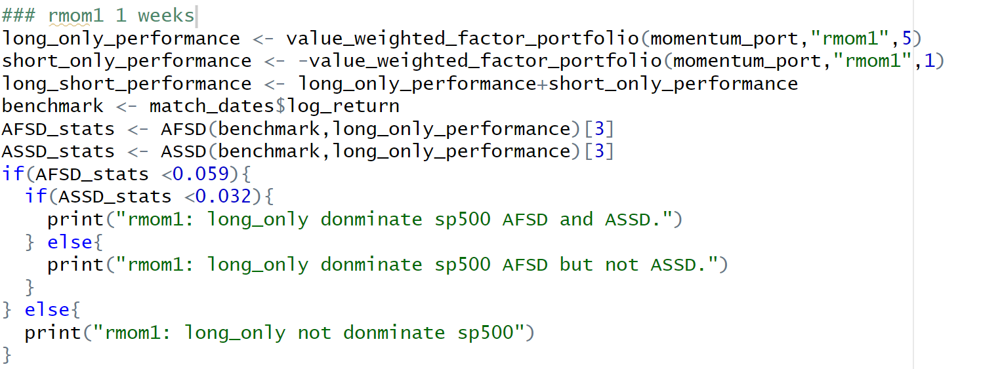 ### rmom1 1 weeks
long_only_performance <- value_weighted_factor_portfolio(momentum_port,"rmom1",5)
short_only_performance <- -value_weighted_factor_portfolio(momentum_port,"rmom1",1)
long_short_performance <- long_only_performance+short_only_performance
benchmark <- match_dates$log_return
AFSD_stats <- AFSD(benchmark,long_only_performance)[3]
ASSD_stats <- ASSD(benchmark,long_only_performance)[3]
if(AFSD_stats <0.059){
  if(ASSD_stats <0.032){
    print("rmom1: long_only donminate sp500 AFSD and ASSD.")
  } else{
    print("rmom1: long_only donminate sp500 AFSD but not ASSD.")
  }
} else{
  print("rmom1: long_only not donminate sp500")
}